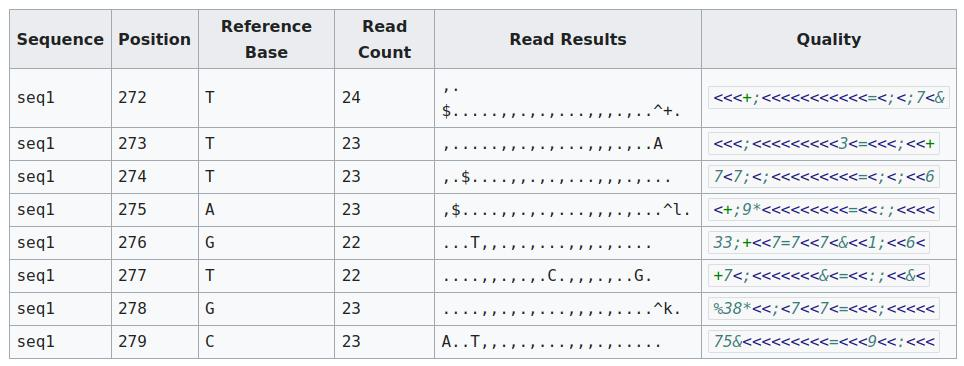 Sequence Position Reference Base Read Count Read Results Quality
seq1 272 T 24 ,.
$.....,,.,.,...,,,.,..^+. <<<+;<<<<<<<<<<<=<;<;7<&
seq1 273 T 23 ,.....,,.,.,...,,,.,..A <<<;<<<<<<<<<3<=<<<;<<+
seq1 274 T 23 ,.$....,,.,.,...,,,.,... 7<7;<;<<<<<<<<<=<;<;<<6
seq1 275 A 23 ,$....,,.,.,...,,,.,...^l. <+;9*<<<<<<<<<=<<:;<<<<
seq1 276 G 22 ...T,,.,.,...,,,.,.... 33;+<<7=7<<7<&<<1;<<6<
seq1 277 T 22 ....,,.,.,.C.,,,.,..G. +7<;<<<<<<<&<=<<:;<<&<
seq1 278 G 23 ....,,.,.,...,,,.,....^k. %38*<<;<7<<7<=<<<;<<<<<
seq1 279 C 23 A..T,,.,.,...,,,.,..... 75&<<<<<<<<<=<<<9<<:<<<